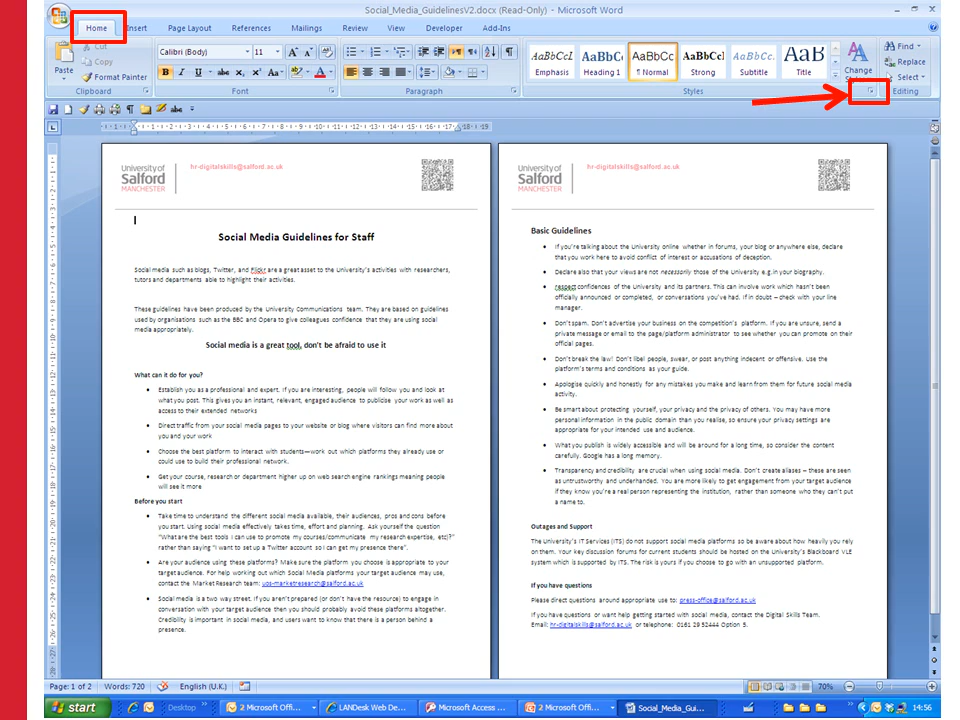 Social_Media_GuidelinesV2.docx (Read-Only) - Microsoft Word
Home Insert Page Layout References Mailings Review View Developer Add-Ins
Paste
Cut
Copy
Format Painter
Clipboard
Calibri (Body) 11
Font
Paragraph
AaBbCcI AaBbCc AaBbCc AaBbCcI AaBbCc. AaB
Emphasis Heading 1 ¶ Normal Strong Subtitle Title
Change
Styles
Find
Replace
Select
Editing
University of
Salford
MANCHESTER
hr-digitalskills@salford.ac.uk
Social Media Guidelines for Staff
Social media such as blogs, Twitter, and Flickr are a great asset to the University's activities with researchers,
tutors and departments able to highlight their activities.
These guidelines have been produced by the University Communications team. They are based on guidelines
used by organisations such as the BBC and Opera to give colleagues confidence that they are using social
media appropriately.
Social media is a great tool, don't be afraid to use it
What can it do for you?
• Establish you as a professional and expert. If you are interesting, people will follow you and look at
what you post. This gives you an instant, relevant, engaged audience to publicise your work as well as
access to their extended networks
• Direct traffic from your social media pages to your website or blog where visitors can find more about
you and your work
• Choose the best platform to interact with students—work out which platforms they already use or
could use to build their professional network.
• Get your course, research or department higher up on web search engine rankings meaning people
will see it more
Before you start
• Take time to understand the different social media available, their audiences, pros and cons before
you start. Using social media effectively takes time, effort and planning. Ask yourself the question
"What are the best tools I can use to promote my courses/communicate my research expertise, etc)?"
rather than saying "I want to set up a Twitter account so I can get my presence there".
• Are your audience using these platforms? Make sure the platform you choose is appropriate to your
target audience. For help working out which Social Media platforms your target audience may use,
contact the Market Research team: uos-marketresearch@salford.ac.uk
• Social media is a two way street. If you aren't prepared (or don't have the resource) to engage in
conversation with your target audience then you should probably avoid these platforms altogether.
Credibility is important in social media, and users want to know that there is a person behind a
presence.
University of
Salford
MANCHESTER
hr-digitalskills@salford.ac.uk
Basic Guidelines
• If you're talking about the University online whether in forums, your blog or anywhere else, declare
that you work here to avoid conflict of interest or accusations of deception.
• Declare also that your views are not necessarily those of the University e.g. in your biography.
• respect confidences of the University and its partners. This can involve work which hasn't been
officially announced or completed, or conversations you've had. If in doubt – check with your line
manager.
• Don't spam. Don't advertise your business on the competition's platform. If you are unsure, send a
private message or email to the page/platform administrator to see whether you can promote on their
official pages.
• Don't break the law! Don't libel people, swear, or post anything indecent or offensive. Use the
platform's terms and conditions as your guide.
• Apologise quickly and honestly for any mistakes you make and learn from them for future social media
activity.
• Be smart about protecting yourself, your privacy and the privacy of others. You may have more
personal information in the public domain than you realise, so ensure your privacy settings are
appropriate for your intended use and audience.
• What you publish is widely accessible and will be around for a long time, so consider the content
carefully. Google has a long memory.
• Transparency and credibility are crucial when using social media. Don't create aliases – these are seen
as untrustworthy and underhanded. You are more likely to get engagement from your target audience
if they know you're a real person representing the institution, rather than someone who they can't put
a name to.
Outages and Support
The University's IT Services (ITS) do not support social media platforms so be aware about how heavily you rely
on them. Your key discussion forums for current students should be hosted on the University's Blackboard VLE
system which is supported by ITS. The risk is yours if you choose to go with an unsupported platform.
If you have questions
Please direct questions around appropriate use to: press-office@salford.ac.uk
If you have questions or want help getting started with social media, contact the Digital Skills Team.
Email: hr-digitalskills@salford.ac.uk or telephone: 0161 29 52444 Option 5.
Page: 1 of 2 Words: 720 English (U.K.) 70%
start Desktop 2 Microsoft Offi... LANDesk Web De... Microsoft Access ... 2 Microsoft Offi... Social_Media_Gui... 14:56